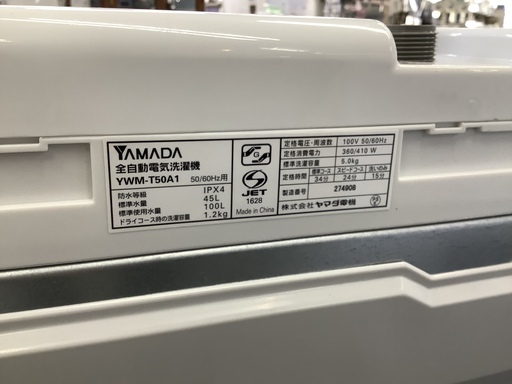 YAMADA
全自動電気洗濯機
YWM-T50A1 50/60Hz用
防水等級 IPX4
標準水量 45L
標準使用水量 100L
ドライコース時の洗濯容量 1.2kg
JET
1628
Made in China
定格電圧・周波数 100V 50/60Hz
定格消費電力 360/410 W
標準洗濯容量 5.0kg
定格時間 標準コース 34分 スピードコース 24分 洗いのみ 15分
製造番号 274908
株式会社 ヤマダ電機